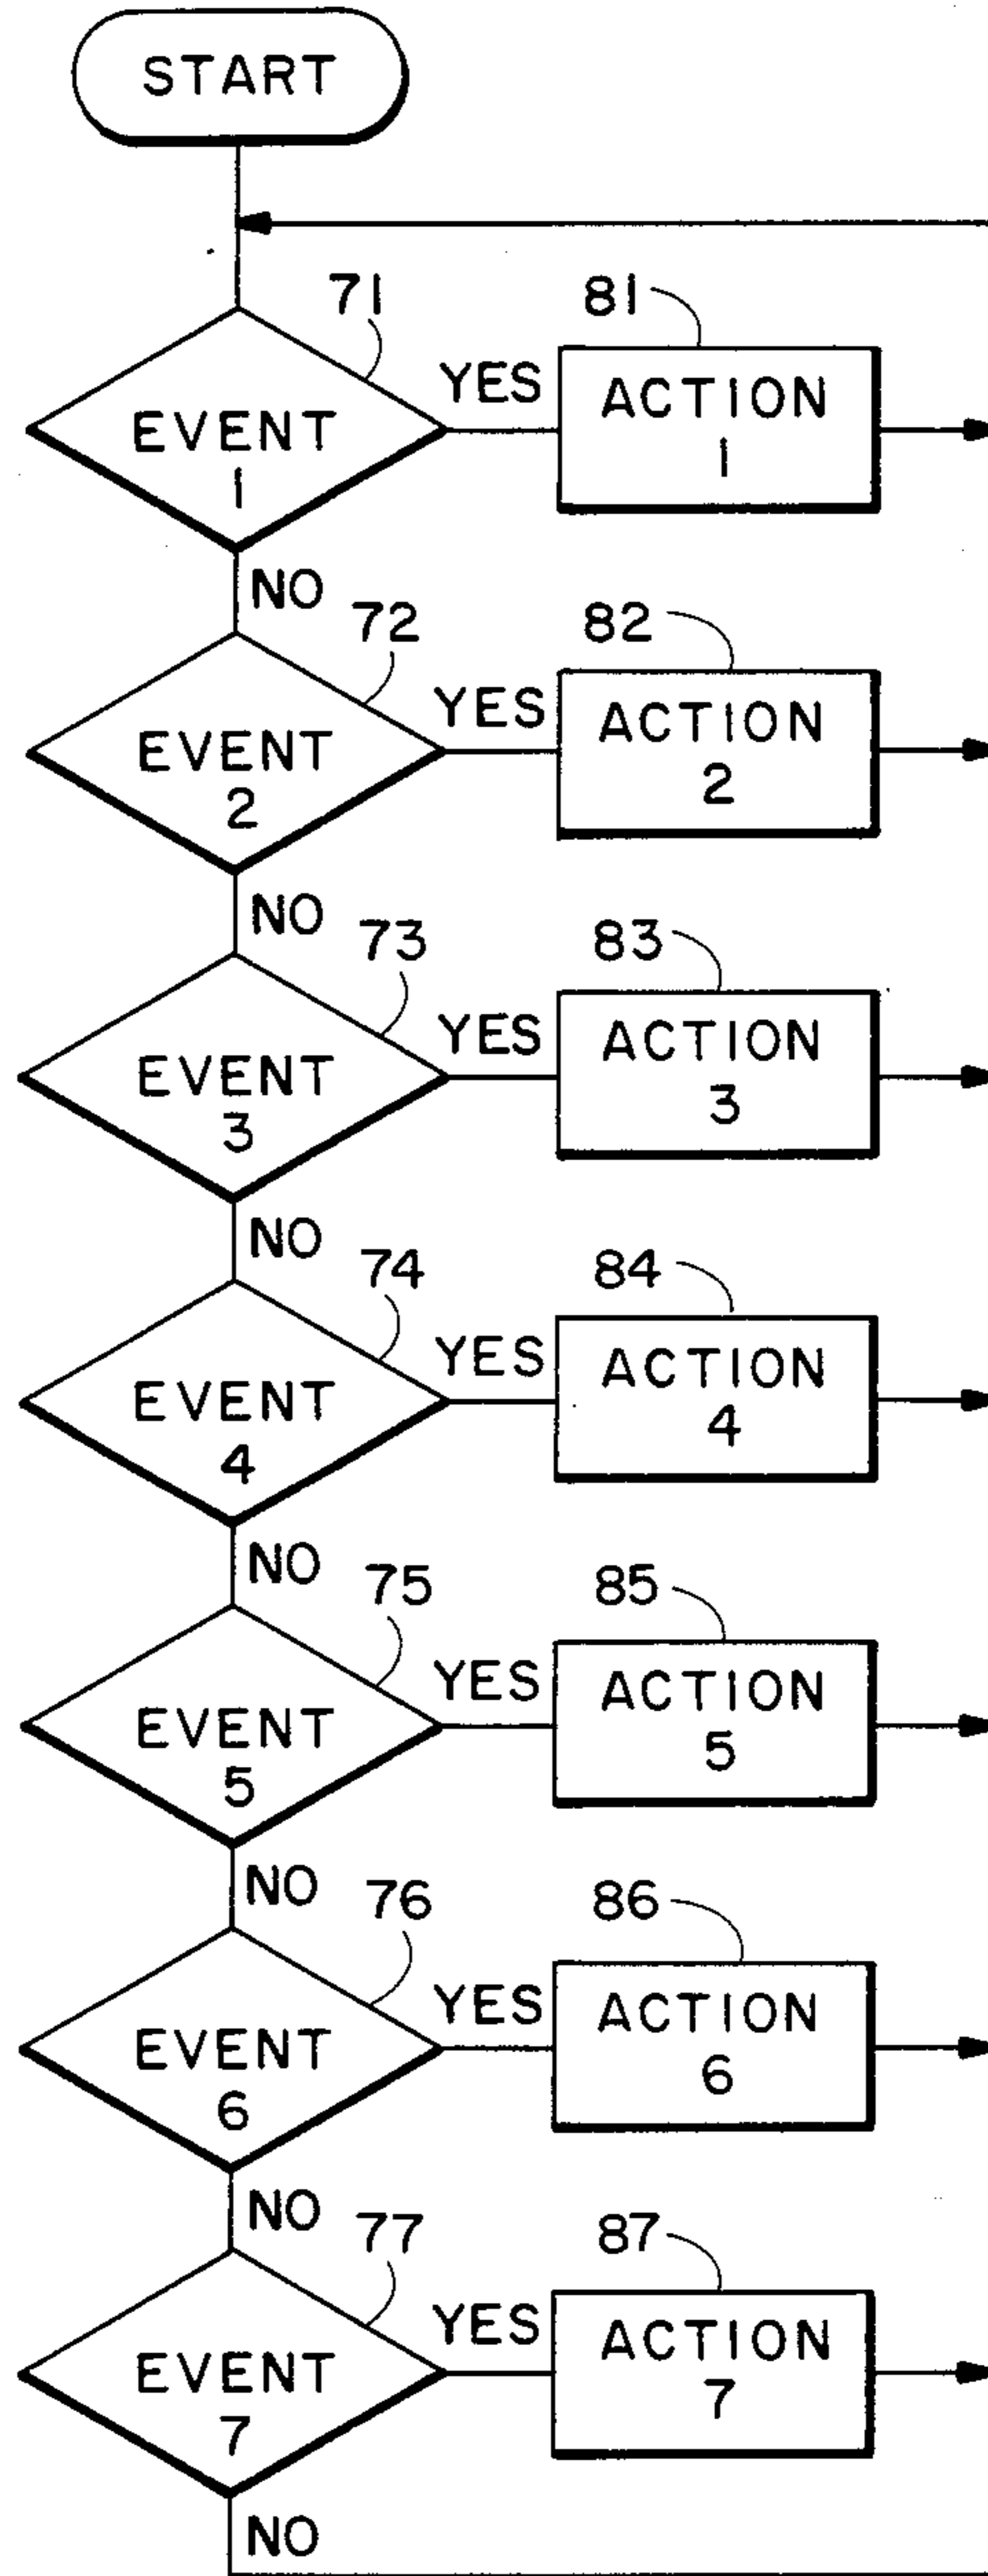 START
71
81
EVENT
1
YES
ACTION
1
NO
72
82
EVENT
2
YES
ACTION
2
NO
73
83
EVENT
3
YES
ACTION
3
NO
74
84
EVENT
4
YES
ACTION
4
NO
75
85
EVENT
5
YES
ACTION
5
NO
76
86
EVENT
6
YES
ACTION
6
NO
77
87
EVENT
7
YES
ACTION
7
NO